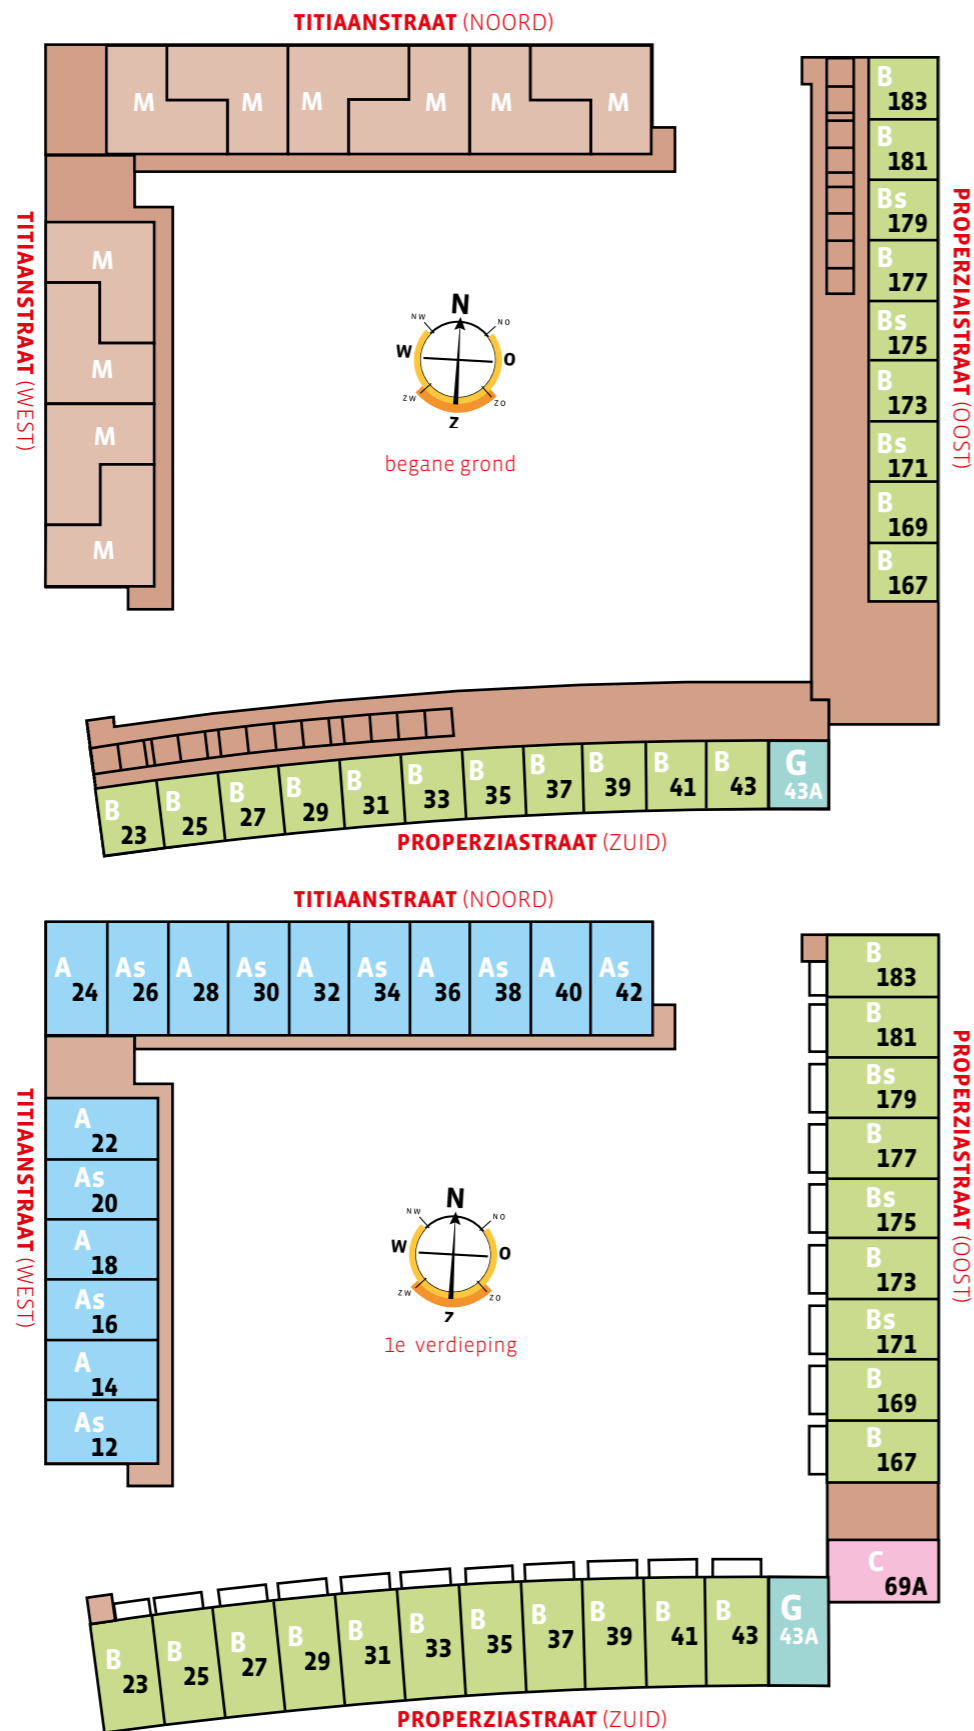 TITIAANSTRAAT (NOORD)
M M M M M M
TITIAANSTRAAT (WEST)
M
M
M
M
N
NW NO
W O
ZW ZO
Z
begane grond
B 183
B 181
Bs 179
B 177
Bs 175
B 173
Bs 171
B 169
B 167
PROPERZIAISTRAAT (OOST)
B 23
B 25
B 27
B 29
B 31
B 33
B 35
B 37
B 39
B 41
B 43
G 43A
PROPERZIASTRAAT (ZUID)
TITIAANSTRAAT (NOORD)
A 24
As 26
A 28
As 30
A 32
As 34
A 36
As 38
A 40
As 42
TITIAANSTRAAT (WEST)
A 22
As 20
A 18
As 16
A 14
As 12
N
NW NO
W O
ZW ZO
Z
1e verdieping
B 183
B 181
Bs 179
B 177
Bs 175
B 173
Bs 171
B 169
B 167
C 69A
PROPERZIASTRAAT (OOST)
B 23
B 25
B 27
B 29
B 31
B 33
B 35
B 37
B 39
B 41
B 43
G 43A
PROPERZIASTRAAT (ZUID)